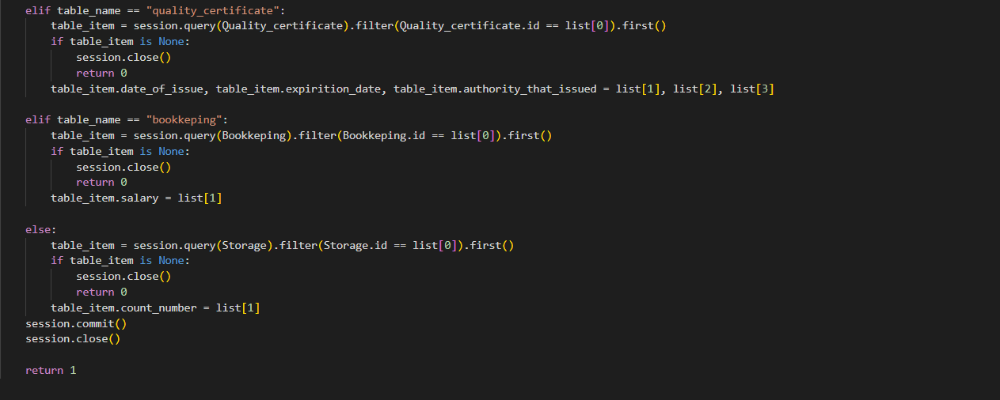 elif table_name == "quality_certificate":
    table_item = session.query(Quality_certificate).filter(Quality_certificate.id == list[0]).first()
    if table_item is None:
        session.close()
        return 0
    table_item.date_of_issue, table_item.expirition_date, table_item.authority_that_issued = list[1], list[2], list[3]
elif table_name == "bookkeping":
    table_item = session.query(Bookkeping).filter(Bookkeping.id == list[0]).first()
    if table_item is None:
        session.close()
        return 0
    table_item.salary = list[1]
else:
    table_item = session.query(Storage).filter(Storage.id == list[0]).first()
    if table_item is None:
        session.close()
        return 0
    table_item.count_number = list[1]
session.commit()
session.close()
return 1